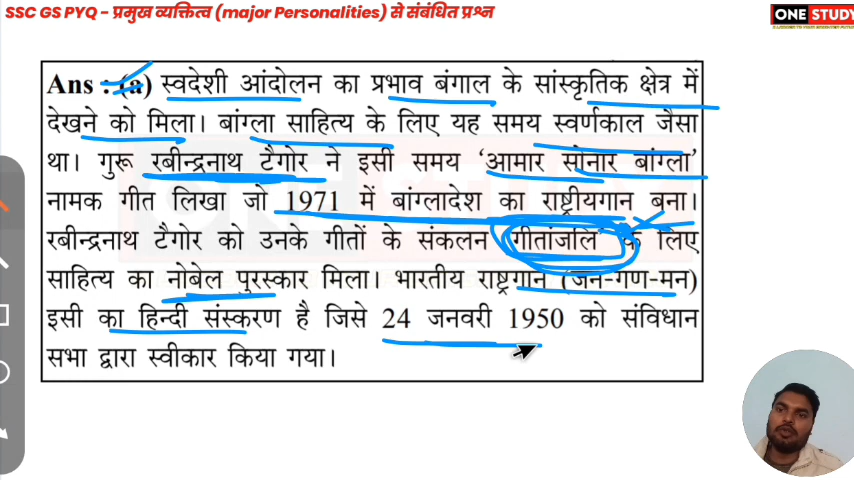 SSC GS PYQ - प्रमुख व्यक्तित्व (major Personalities) से संबंधित प्रश्न
ONE STUDY
Ans : (a) स्वदेशी आंदोलन का प्रभाव बंगाल के सांस्कृतिक क्षेत्र में
देखने को मिला। बांग्ला साहित्य के लिए यह समय स्वर्णकाल जैसा
था। गुरू रबीन्द्रनाथ टैगोर ने इसी समय ‘आमार सोनार बांग्ला’
नामक गीत लिखा जो 1971 में बांग्लादेश का राष्ट्रीयगान बना।
रबीन्द्रनाथ टैगोर को उनके गीतों के संकलन गीतांजलि के लिए
साहित्य का नोबेल पुरस्कार मिला। भारतीय राष्ट्रगान (जन-गण-मन)
इसी का हिन्दी संस्करण है जिसे 24 जनवरी 1950 को संविधान
सभा द्वारा स्वीकार किया गया।